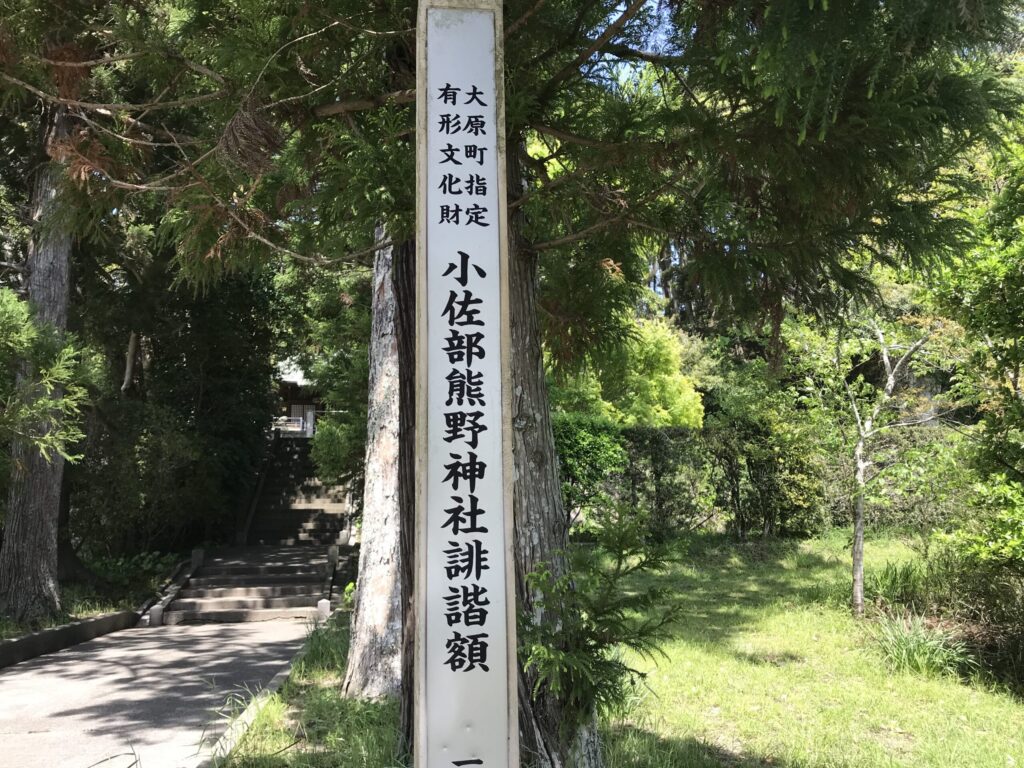 大原町指定
有形文化財
小佐部熊野神社誹諧額
一